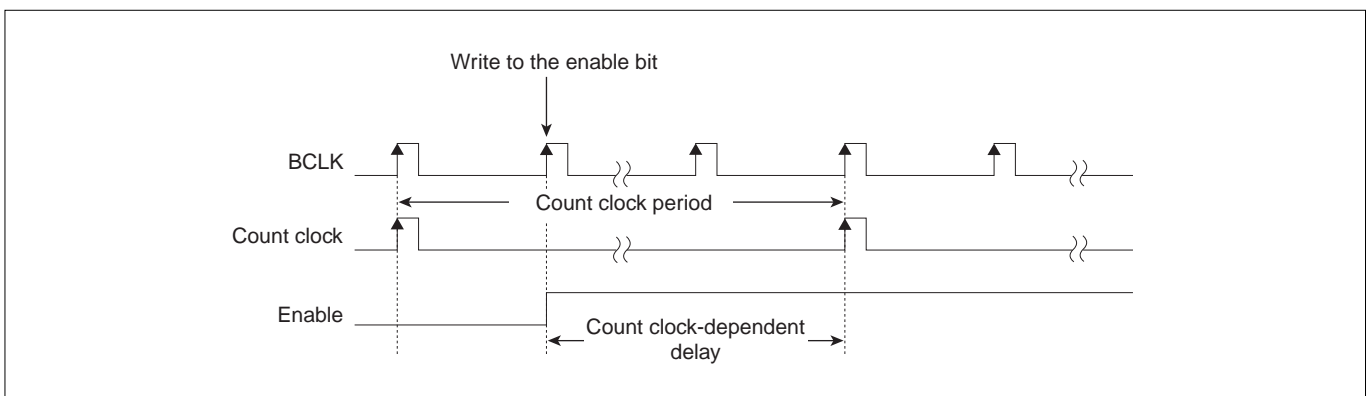 Write to the enable bit
BCLK
Count clock period
Count clock
Enable
Count clock-dependent
delay